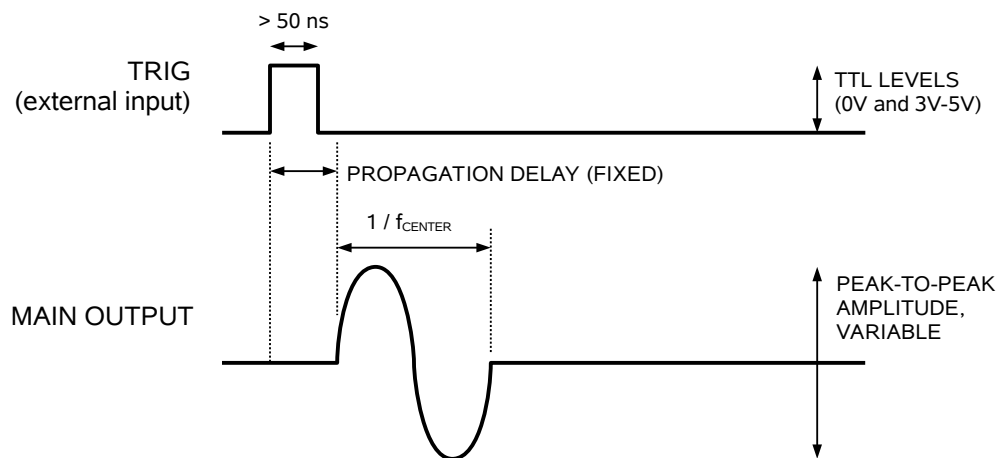 > 50 ns
TRIG
(external input)
TTL LEVELS
(0V and 3V-5V)
PROPAGATION DELAY (FIXED)
1 / fCENTER
MAIN OUTPUT
PEAK-TO-PEAK
AMPLITUDE,
VARIABLE